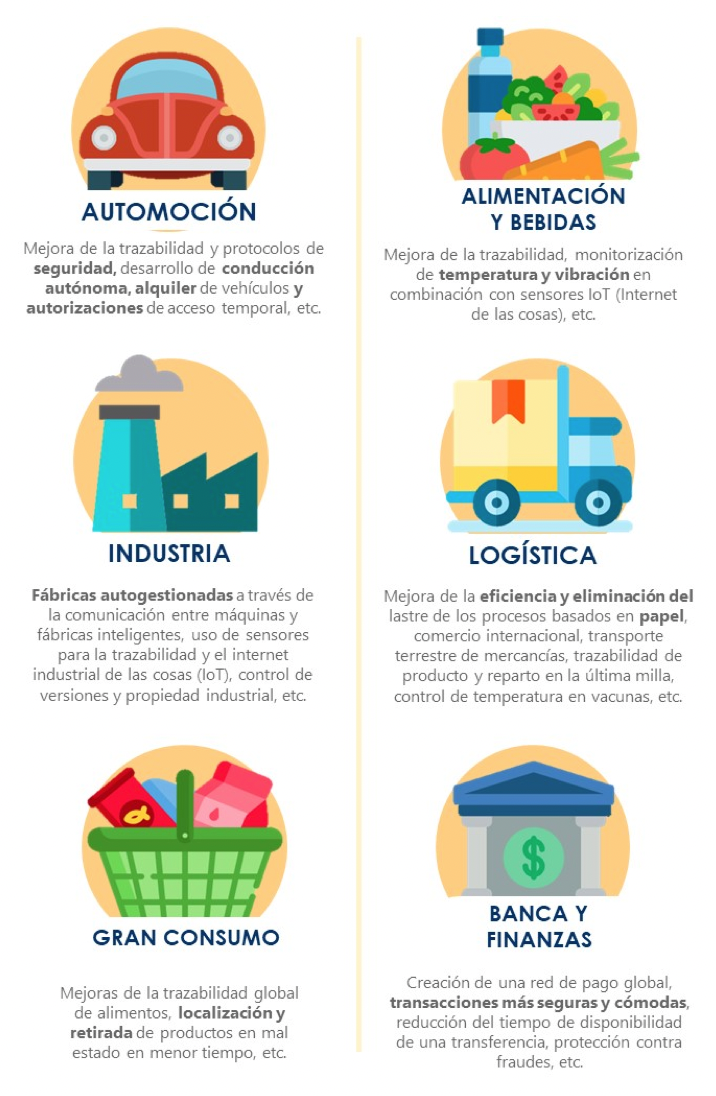 AUTOMOCIÓN
Mejora de la trazabilidad y protocolos de
seguridad, desarrollo de conducción
autónoma, alquiler de vehículos y
autorizaciones de acceso temporal, etc.
ALIMENTACIÓN
Y BEBIDAS
Mejora de la trazabilidad, monitorización
de temperatura y vibración en
combinación con sensores IoT (Internet
de las cosas), etc.
INDUSTRIA
Fábricas autogestionadas a través de
la comunicación entre máquinas y
fábricas inteligentes, uso de sensores
para la trazabilidad y el internet
industrial de las cosas (IoT), control de
versiones y propiedad industrial, etc.
LOGÍSTICA
Mejora de la eficiencia y eliminación del
lastre de los procesos basados en papel,
comercio internacional, transporte
terrestre de mercancías, trazabilidad de
producto y reparto en la última milla,
control de temperatura en vacunas, etc.
GRAN CONSUMO
Mejoras de la trazabilidad global
de alimentos, localización y
retirada de productos en mal
estado en menor tiempo, etc.
$
BANCA Y
FINANZAS
Creación de una red de pago global,
transacciones más seguras y cómodas,
reducción del tiempo de disponibilidad
de una transferencia, protección contra
fraudes, etc.